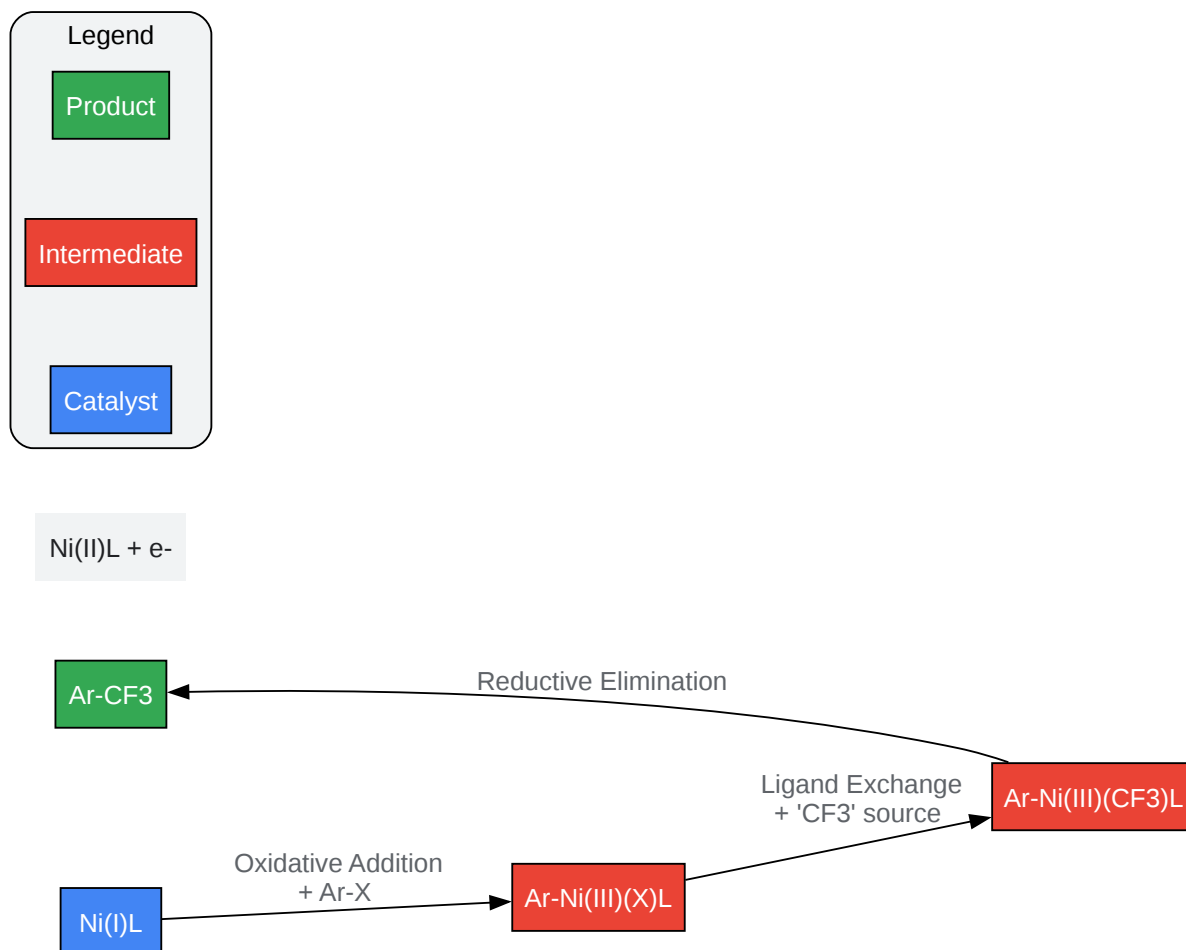 Legend
Product
Intermediate
Catalyst
Ni(II)L + e-
Ar-CF3
Reductive Elimination
Ligand Exchange
+ 'CF3' source
Ar-Ni(III)(CF3)L
Oxidative Addition
+ Ar-X
Ar-Ni(III)(X)L
Ni(I)L